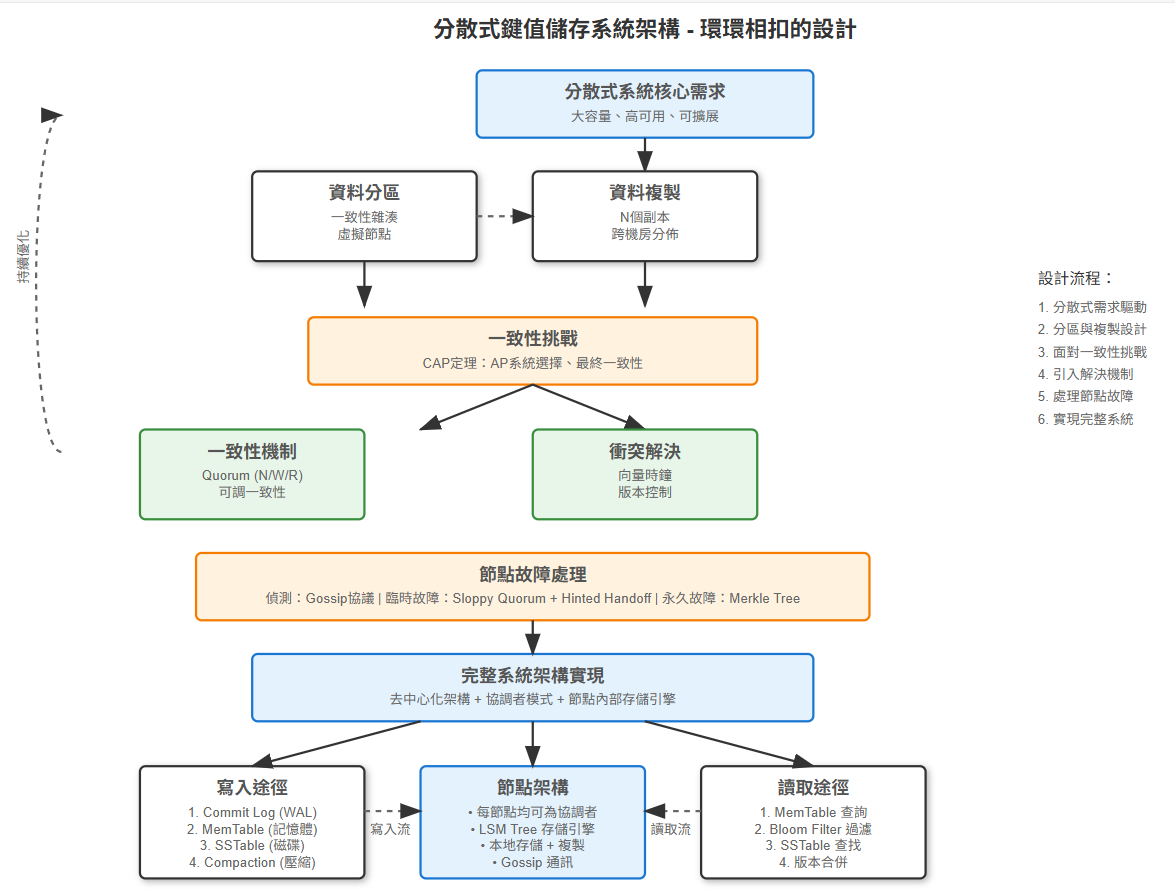 分散式鍵值儲存系統架構 - 環環相扣的設計
分散式系統核心需求
大容量、高可用、可擴展
資料分區
一致性雜湊
虛擬節點
資料複製
N個副本
跨機房分佈
持續優化
設計流程：
1. 分散式需求驅動
2. 分區與複製設計
3. 面對一致性挑戰
4. 引入解決機制
5. 處理節點故障
6. 實現完整系統
一致性挑戰
CAP定理：AP系統選擇、最終一致性
一致性機制
Quorum (N/W/R)
可調一致性
衝突解決
向量時鐘
版本控制
節點故障處理
偵測：Gossip協議 | 臨時故障：Sloppy Quorum + Hinted Handoff | 永久故障：Merkle Tree
完整系統架構實現
去中心化架構 + 協調者模式 + 節點內部存儲引擎
寫入途徑
1. Commit Log (WAL)
2. MemTable (記憶體)
3. SSTable (磁碟)
4. Compaction (壓縮)
寫入流
節點架構
• 每節點均可為協調者
• LSM Tree 存儲引擎
• 本地存儲 + 複製
• Gossip 通訊
讀取流
讀取途徑
1. MemTable 查詢
2. Bloom Filter 過濾
3. SSTable 查找
4. 版本合併